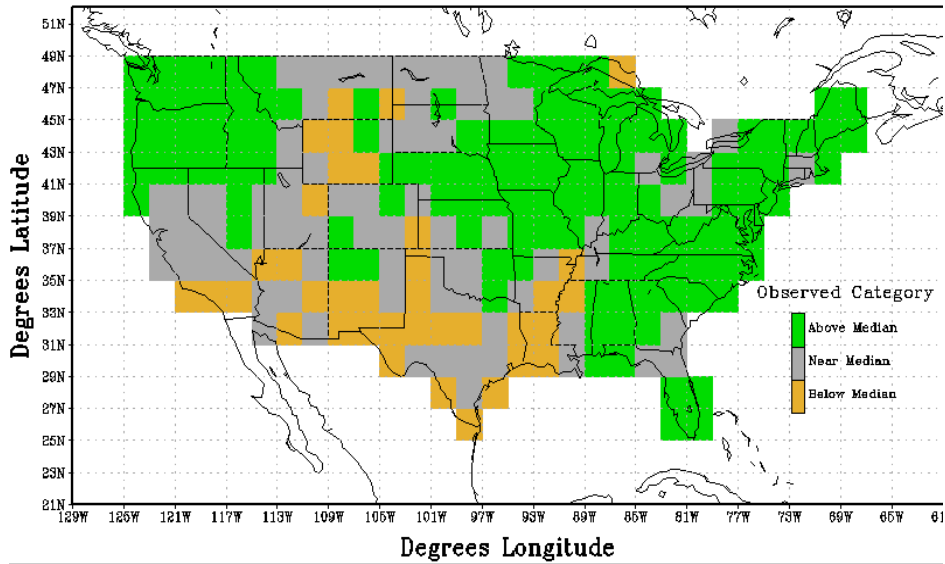 51N
49N
47N
45N
43N
41N
39N
37N
35N
33N
31N
29N
27N
25N
23N
21N
Degrees Latitude
129W 125W 121W 117W 113W 109W 105W 101W 97W 93W 89W 85W 81W 77W 73W 69W 65W
Degrees Longitude
Observed Category
Above Median
Near Median
Below Median